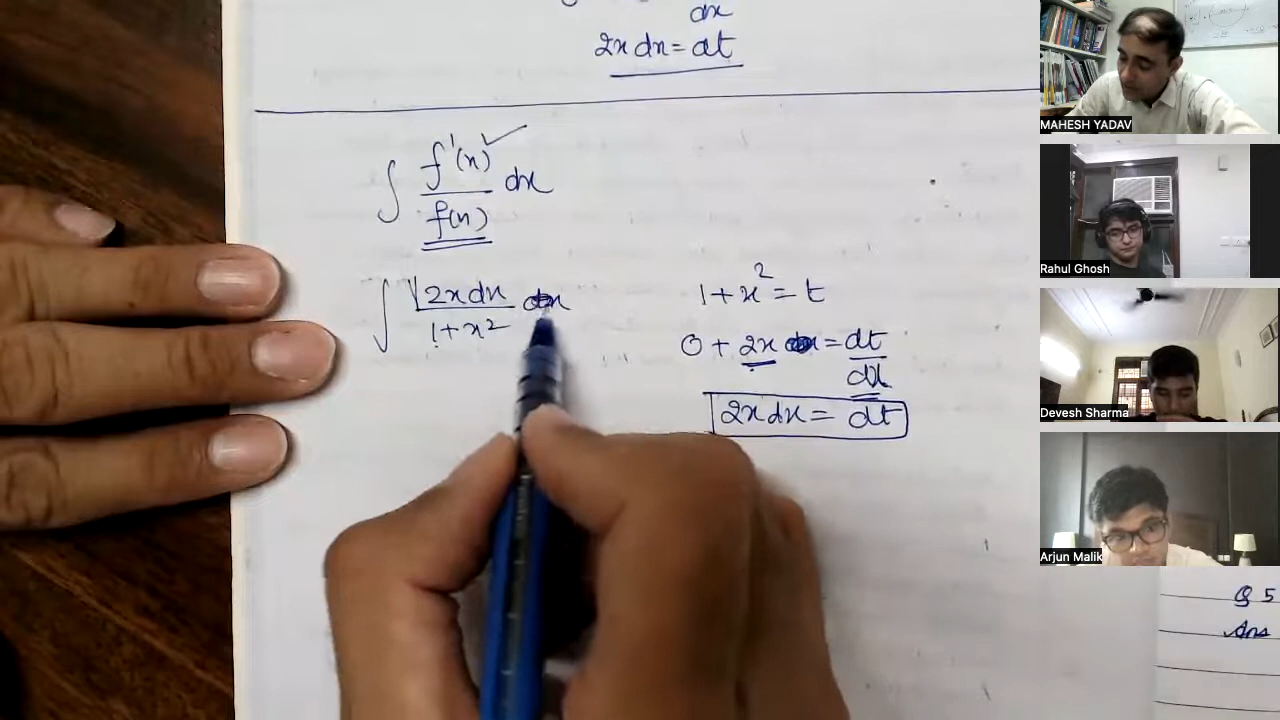 dx
2x dx = dt
∫ f'(x) / f(x) dx
∫ 2x dx / 1+x²
1 + x² = t
0 + 2x = dt/dx
2x dx = dt
MAHESH YADAV
Rahul Ghosh
Devesh Sharma
Arjun Malik
Q 5
Ans